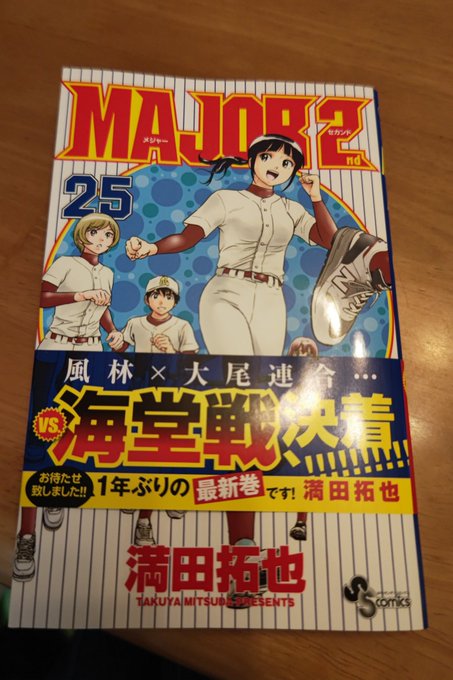 MAJOR 2nd
メジャー セカンド
25
風林×大尾連合…
VS.海堂戦、決着!!!!!!!!
お待たせ致しました!! 1年ぶりの最新巻です! 満田拓也
満田拓也
TAKUYA MITSUDA PRESENTS
SS comics